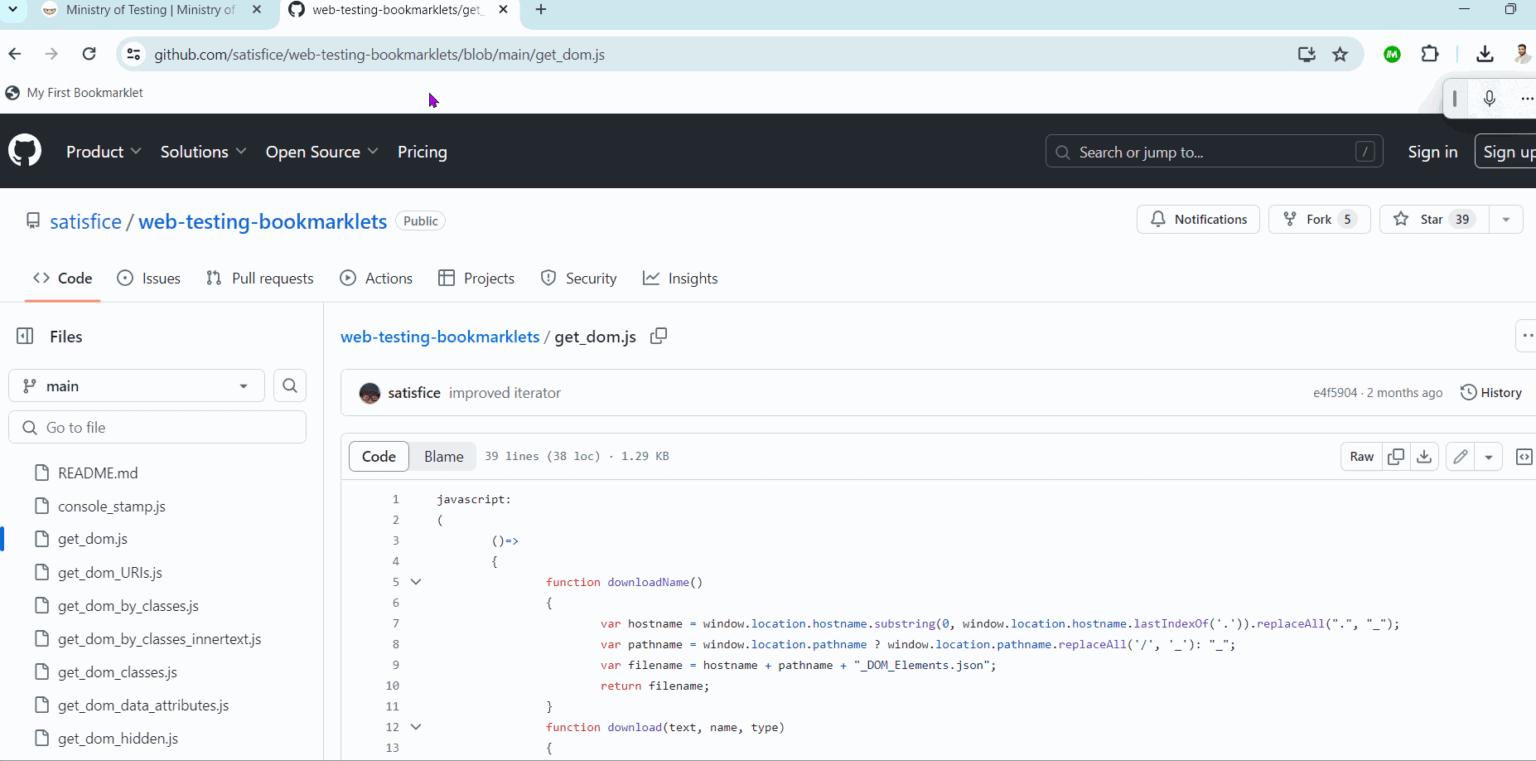 Ministry of Testing | Ministry of
web-testing-bookmarklets/get_
github.com/satisfice/web-testing-bookmarklets/blob/main/get_dom.js
My First Bookmarklet
Product
Solutions
Open Source
Pricing
Search or jump to...
/
Sign in
Sign up
satisfice / web-testing-bookmarklets
Public
Notifications
Fork 5
Star 39
Code
Issues
Pull requests
Actions
Projects
Security
Insights
Files
main
Go to file
README.md
console_stamp.js
get_dom.js
get_dom_URIs.js
get_dom_by_classes.js
get_dom_by_classes_innertext.js
get_dom_classes.js
get_dom_data_attributes.js
get_dom_hidden.js
web-testing-bookmarklets / get_dom.js
satisfice improved iterator
e4f5904 · 2 months ago
History
Code
Blame
39 lines (38 loc) · 1.29 KB
Raw
1 javascript:
2 (
3 ()=>
4 {
5 function downloadName()
6 {
7 var hostname = window.location.hostname.substring(0, window.location.hostname.lastIndexOf('.')).replaceAll(".", "_");
8 var pathname = window.location.pathname ? window.location.pathname.replaceAll('/', '_'): "_";
9 var filename = hostname + pathname + "_DOM_Elements.json";
10 return filename;
11 }
12 function download(text, name, type)
13 {